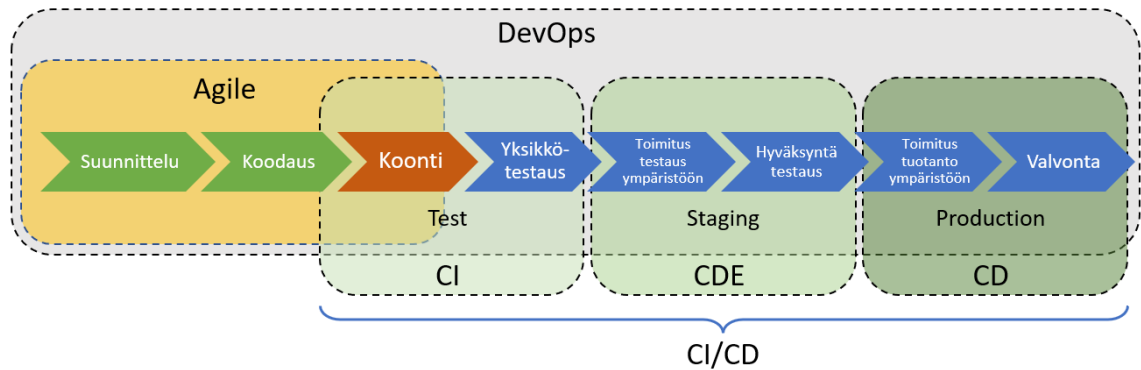 DevOps
Agile
Suunnittelu
Koodaus
Koonti
Yksikkö-
testaus
Toimitus
testaus
ympäristöön
Hyväksyntä
testaus
Toimitus
tuotanto
ympäristöön
Valvonta
Test
Staging
Production
CI
CDE
CD
CI/CD